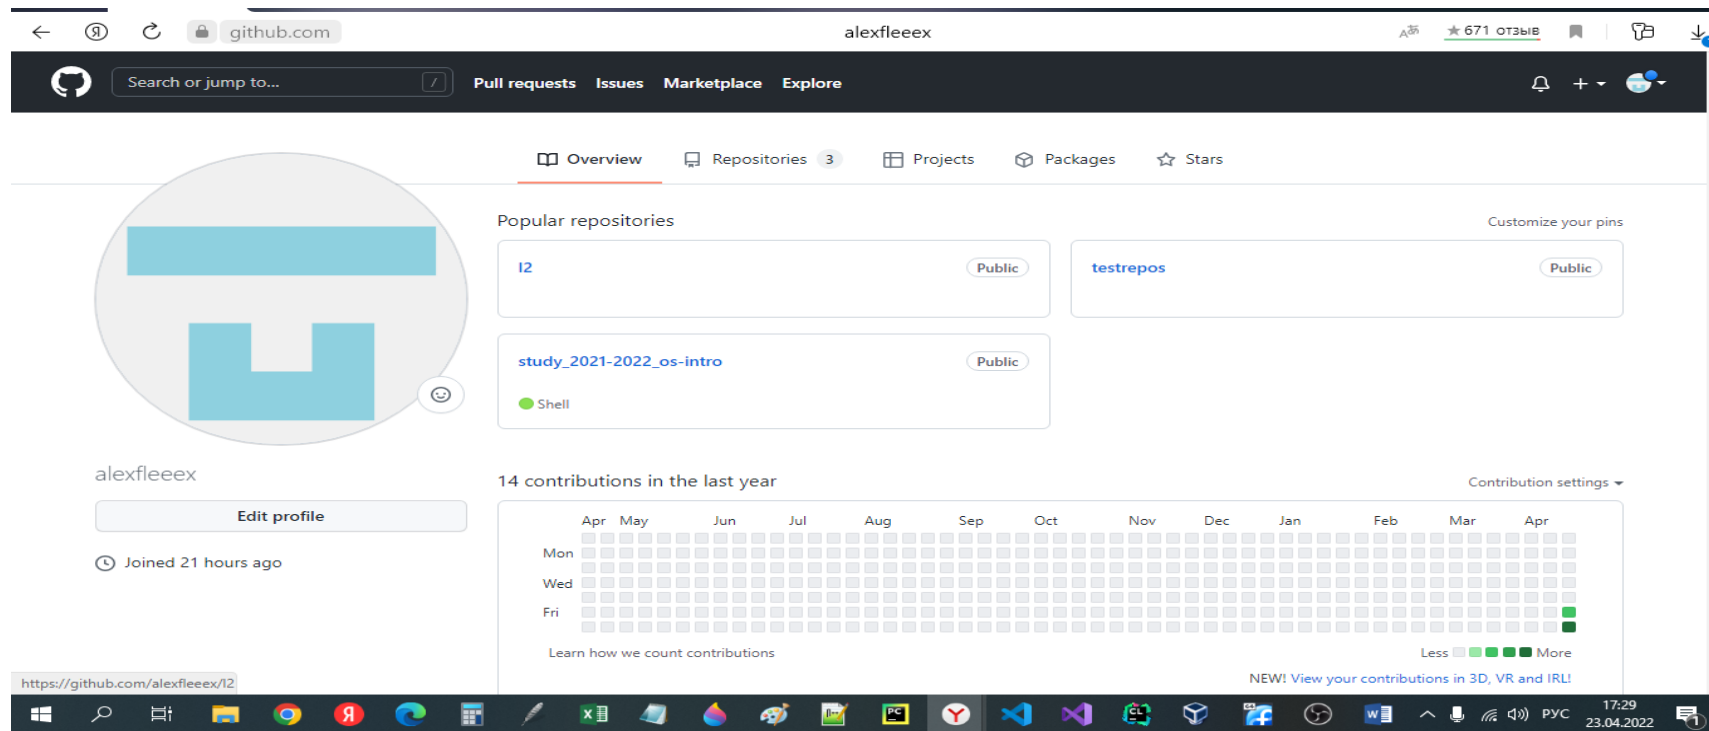 Я github.com alexfleeex 671 отзыв
Search or jump to... / Pull requests Issues Marketplace Explore
Overview Repositories 3 Projects Packages Stars
Popular repositories Customize your pins
l2 Public testrepos Public
study_2021-2022_os-intro Public
Shell
alexfleeex
Edit profile
Joined 21 hours ago
14 contributions in the last year Contribution settings
Apr May Jun Jul Aug Sep Oct Nov Dec Jan Feb Mar Apr
Mon
Wed
Fri
Learn how we count contributions Less More
NEW! View your contributions in 3D, VR and IRL!
https://github.com/alexfleeex/l2
РУС 17:29
23.04.2022